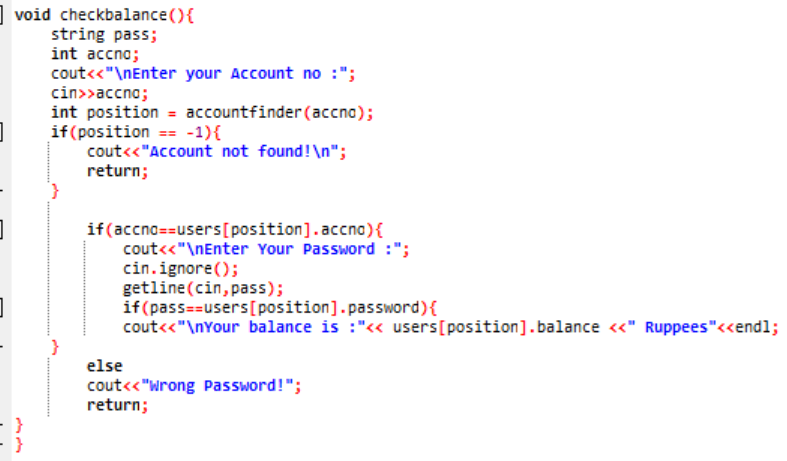 void checkbalance(){
    string pass;
    int accno;
    cout<<"\nEnter your Account no :";
    cin>>accno;
    int position = accountfinder(accno);
    if(position == -1){
        cout<<"Account not found!\n";
        return;
    }

        if(accno==users[position].accno){
            cout<<"\nEnter Your Password :";
            cin.ignore();
            getline(cin,pass);
            if(pass==users[position].password){
            cout<<"\nYour balance is :"<< users[position].balance <<" Ruppees"<<endl;
    }
        else
        cout<<"Wrong Password!";
        return;
}
}